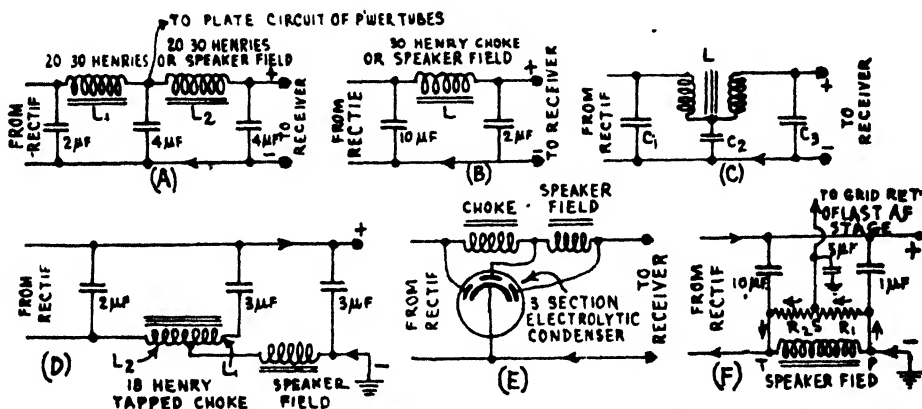 TO PLATE CIRCUIT OF P'WER TUBES
20 30 HENRIES
20 30 HENRIES
OR SPEAKER FIELD
L1
L2
+
FROM
RECTIF
2µF
4µF
4µF
TO
RECEIVER
-
(A)
30 HENRY CHOKE
OR SPEAKER FIELD
L
+
FROM
RECTIF
10µF
2µF
TO RECEIVER
-
(B)
L
+
FROM
RECTIF
C1
C2
C3
TO
RECEIVER
-
(C)
+
FROM
RECTIF
2µF
3µF
3µF
L2
L1
-
18 HENRY
TAPPED CHOKE
SPEAKER
FIELD
(D)
CHOKE
SPEAKER
FIELD
FROM
RECTIF
3 SECTION
ELECTROLYTIC
CONDENSER
TO
RECEIVER
(E)
TO GRID RET
OF LAST AF
STAGE
+
FROM
RECTIF
10µF
5µF
1µF
R2 S R1
T P
-
SPEAKER FIED
(F)